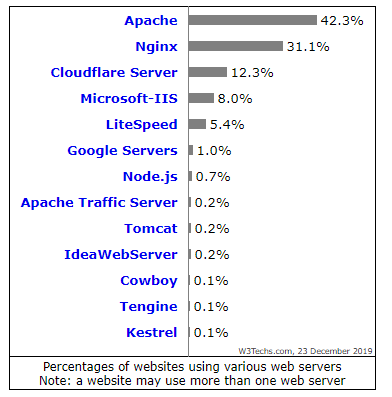 Apache 42.3%
Nginx 31.1%
Cloudflare Server 12.3%
Microsoft-IIS 8.0%
LiteSpeed 5.4%
Google Servers 1.0%
Node.js 0.7%
Apache Traffic Server 0.2%
Tomcat 0.2%
IdeaWebServer 0.2%
Cowboy 0.1%
Tengine 0.1%
Kestrel 0.1%
W3Techs.com, 23 December 2019
Percentages of websites using various web servers
Note: a website may use more than one web server